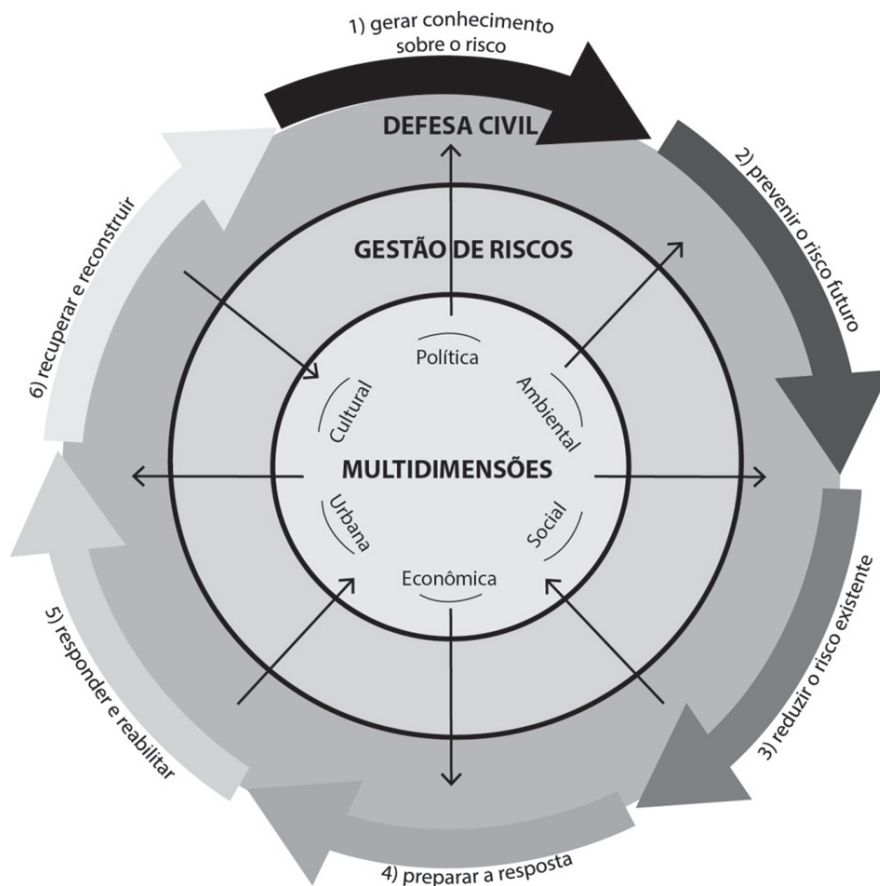 1) gerar conhecimento
sobre o risco
DEFESA CIVIL
2) prevenir o risco futuro
GESTÃO DE RISCOS
6) recuperar e reconstruir
Política
Cultural
Ambiental
MULTIDIMENSÕES
Urbana
Social
Econômica
3) reduzir o risco existente
5) responder e reabilitar
4) preparar a resposta